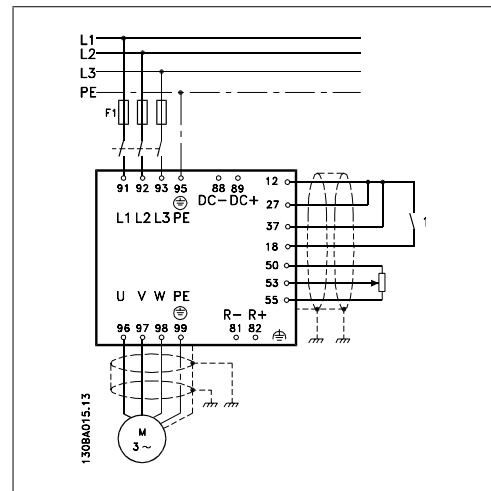 L1
L2
L3
PE
F1
91 92 93 95 88 89
DC- DC+
L1 L2 L3 PE
12
27
37
18
1
50
53
55
U V W PE
R- R+
96 97 98 99 81 82
M
3 ~
130BA015.13